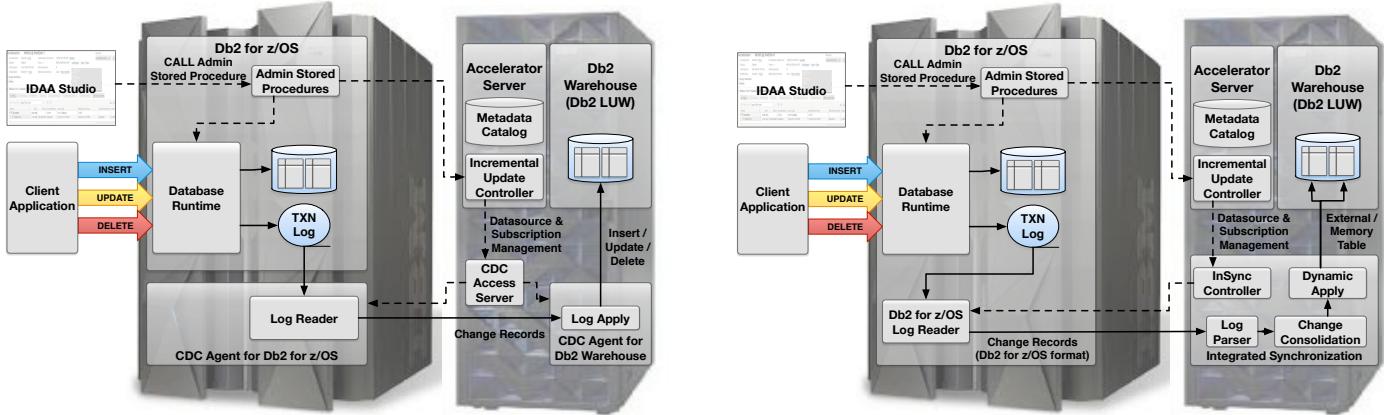 Db2 for z/OS
CALL Admin
Stored Procedure
Admin Stored
Procedures
IDAA Studio
Client
Application
INSERT
UPDATE
DELETE
Database
Runtime
TXN
Log
Log Reader
CDC Agent for Db2 for z/OS
Accelerator
Server
Metadata
Catalog
Incremental
Update
Controller
Datasource &
Subscription
Management
CDC
Access
Server
Change Records
Db2
Warehouse
(Db2 LUW)
Insert /
Update /
Delete
Log Apply
CDC Agent for
Db2 Warehouse
Db2 for z/OS
CALL Admin
Stored Procedure
Admin Stored
Procedures
IDAA Studio
Client
Application
INSERT
UPDATE
DELETE
Database
Runtime
TXN
Log
Db2 for z/OS
Log Reader
Change Records
(Db2 for z/OS format)
Accelerator
Server
Metadata
Catalog
Incremental
Update
Controller
Datasource &
Subscription
Management
Db2
Warehouse
(Db2 LUW)
External /
Memory
Table
InSync
Controller
Dynamic
Apply
Log
Parser
Change
Consolidation
Integrated Synchronization